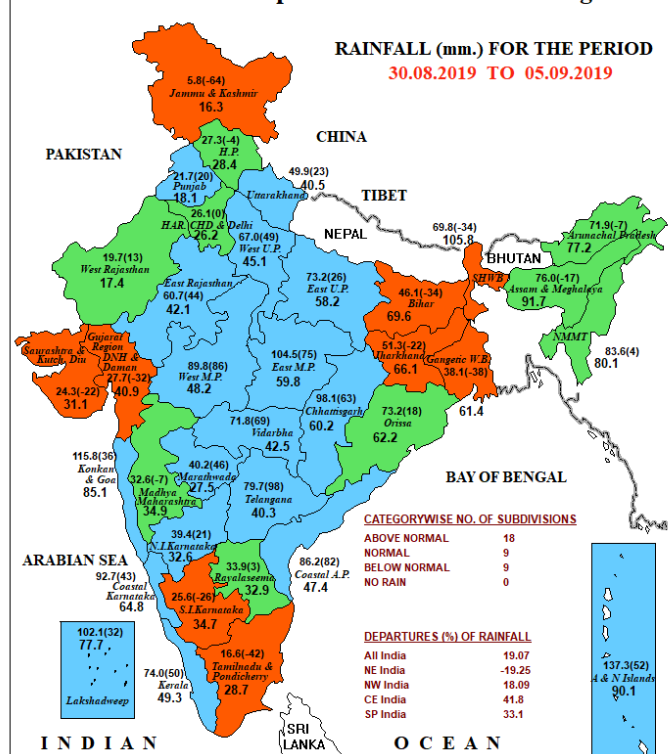 RAINFALL (mm.) FOR THE PERIOD
30.08.2019 TO 05.09.2019
5.8(-64)
Jammu & Kashmir
16.3
CHINA
27.3(-4)
H.P.
28.4
PAKISTAN
21.7(20)
Punjab
18.1
49.9(23)
40.5
Uttarakhand
TIBET
26.1(0)
HAR. CHD & Delhi
26.2
NEPAL
67.0(49)
West U.P.
45.1
69.8(-34)
105.8
BHUTAN
71.9(-7)
Arunachal Pradesh
77.2
19.7(13)
West Rajasthan
17.4
East Rajasthan
60.7(44)
42.1
73.2(26)
East U.P.
58.2
46.1(-34)
Bihar
69.6
SHWB
76.0(-17)
Assam & Meghalaya
91.7
NMMT
83.6(4)
80.1
Saurashtra &
Kutch, Diu
24.3(-22)
31.1
Gujarat
Region
DNH &
Daman
27.7(-32)
40.9
89.8(86)
West M.P.
48.2
104.5(75)
East M.P.
59.8
51.3(-22)
Jharkhand
66.1
Gangetic W.B.
38.1(-38)
61.4
98.1(63)
Chhattisgarh
60.2
73.2(18)
Orissa
62.2
71.8(69)
Vidarbha
42.5
115.8(36)
Konkan
& Goa
85.1
32.6(-7)
Madhya
Maharashtra
34.9
40.2(46)
Marathwada
27.5
79.7(98)
Telangana
40.3
BAY OF BENGAL
39.4(21)
N.I.Karnataka
32.6
ARABIAN SEA
92.7(43)
Coastal
Karnataka
64.8
33.9(3)
Rayalaseema
32.9
86.2(82)
Coastal A.P.
47.4
25.6(-26)
S.I.Karnataka
34.7
16.6(-42)
Tamilnadu &
Pondicherry
28.7
102.1(32)
77.7
Lakshadweep
74.0(50)
Kerala
49.3
CATEGORYWISE NO. OF SUBDIVISIONS
ABOVE NORMAL 18
NORMAL 9
BELOW NORMAL 9
NO RAIN 0
DEPARTURES (%) OF RAINFALL
All India 19.07
NE India -19.25
NW India 18.09
CE India 41.8
SP India 33.1
137.3(52)
A & N Islands
90.1
SRI
LANKA
INDIAN OCEAN